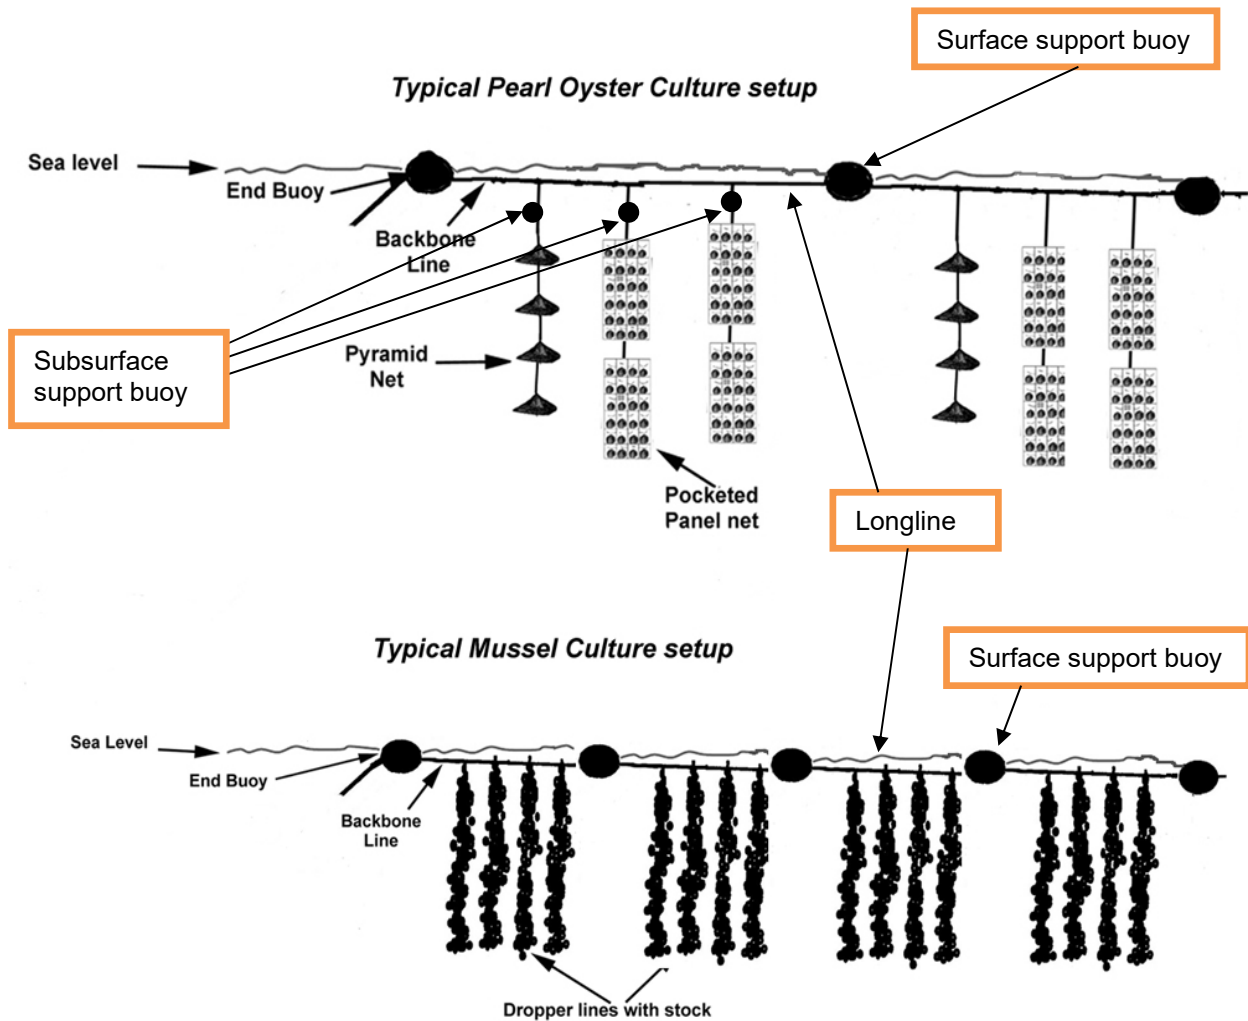 Surface support buoy
Typical Pearl Oyster Culture setup
Sea level
End Buoy
Backbone
Line
Subsurface
support buoy
Pyramid
Net
Pocketed
Panel net
Longline
Typical Mussel Culture setup
Surface support buoy
Sea Level
End Buoy
Backbone
Line
Dropper lines with stock